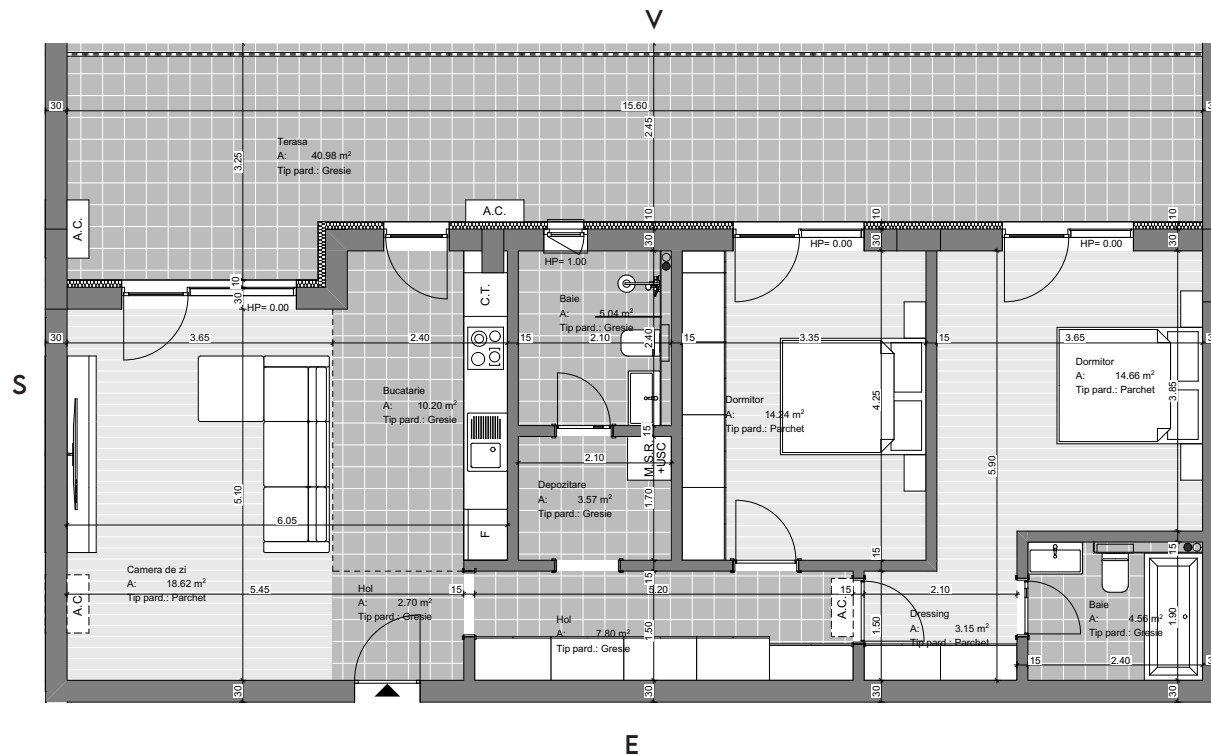 V
30
15.60
3
2.45
3.25
Terasa
A: 40.98 m²
Tip pard.: Gresie
A.C.
A.C.
10
10
10
10
30
30
30
30
HP= 0.00
HP= 1.00
HP= 0.00
HP= 0.00
C.T.
Baie
A: 5.04 m²
Tip pard.: Gresie
30
3.65
2.40
15
2.10
2.40
15
3.35
15
3.65
3
S
Bucatarie
A: 10.20 m²
Tip pard.: Gresie
Dormitor
A: 14.24 m²
Tip pard.: Parchet
4.25
Dormitor
A: 14.66 m²
Tip pard.: Parchet
3.85
15
2.10
M.S.R.
+USC
5.90
Depozitare
A: 3.57 m²
Tip pard.: Gresie
1.70
5.10
6.05
F
15
15
15
Camera de zi
A: 18.62 m²
Tip pard.: Parchet
A.C.
5.45
15
5.20
15
2.10
A.C.
Hol
A: 2.70 m²
Tip pard.: Gresie
Hol
A: 7.80 m²
Tip pard.: Gresie
1.50
1.50
Dressing
A: 3.15 m²
Tip pard.: Parchet
Baie
A: 4.56 m²
Tip pard.: Gresie
1.90
15
2.40
3
30
30
30
30
E